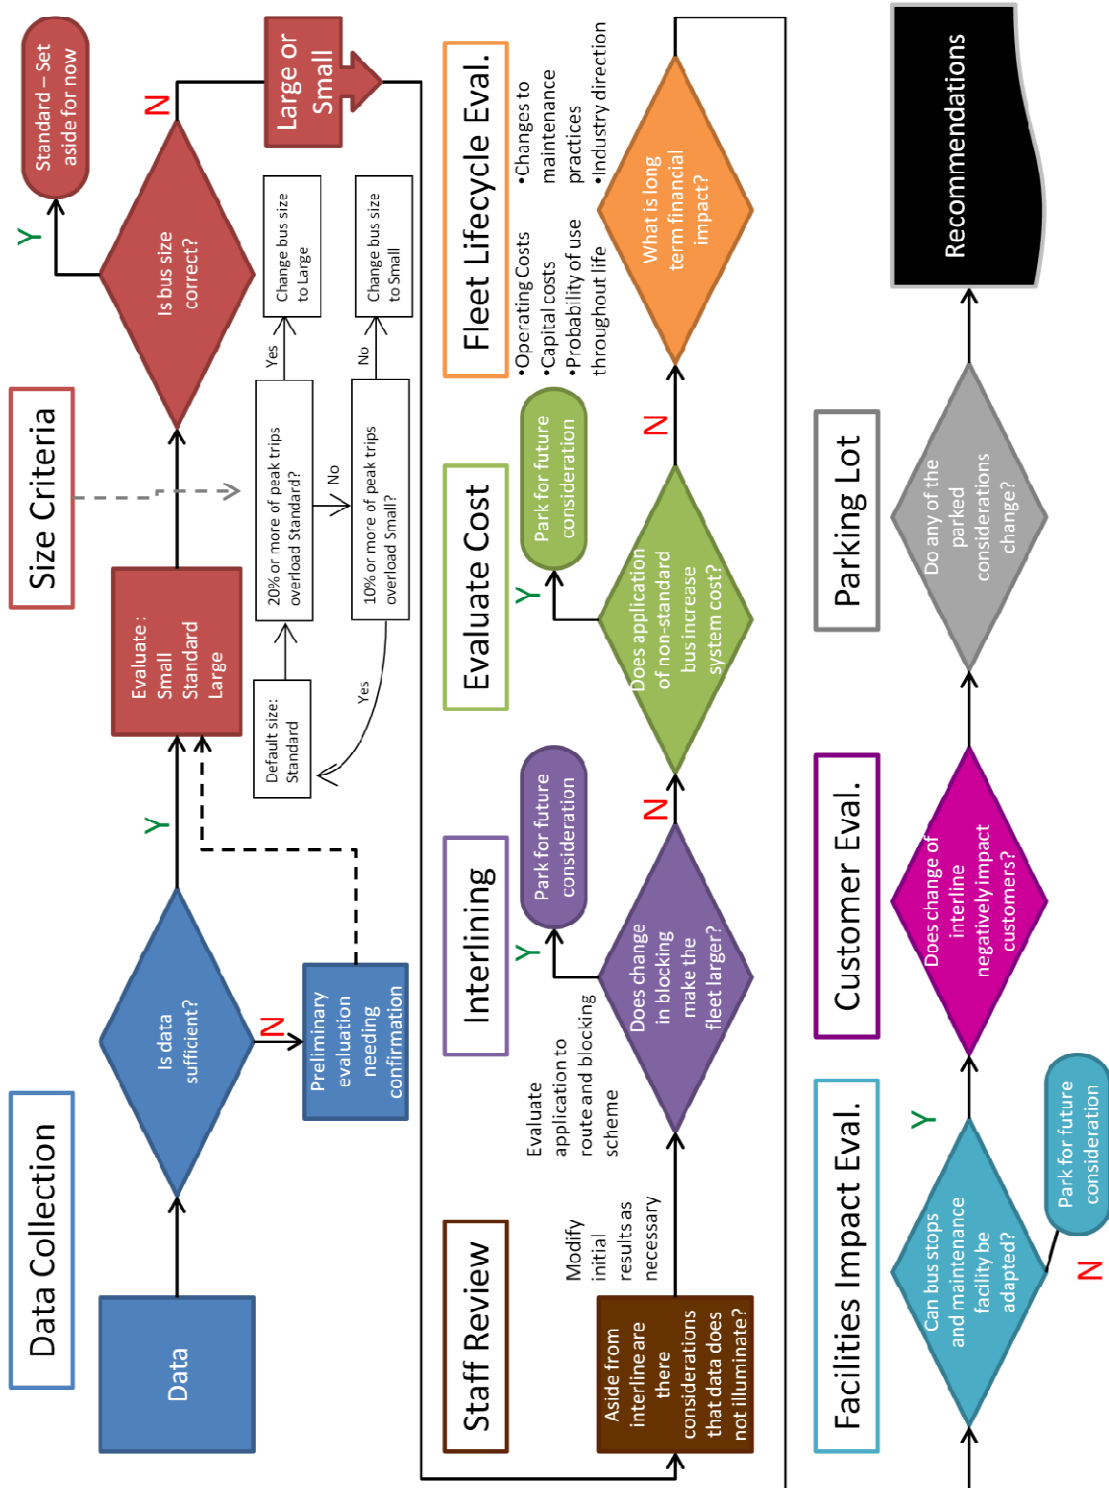 Data Collection
Data
Is data
sufficient?
Y
N
Preliminary
evaluation
needing
confirmation
Evaluate :
Small
Standard
Large
Size Criteria
Default size:
Standard
20% or more of peak trips
overload Standard?
Yes
Change bus size
to Large
No
10% or more of peak trips
overload Small?
Yes
No
Change bus size
to Small
Is bus size
correct?
Y
Standard – Set
aside for now
N
Large or
Small
Staff Review
Aside from
interline are
there
considerations
that data does
not illuminate?
Modify
initial
results as
necessary
Interlining
Evaluate
application to
route and blocking
scheme
Does change
in blocking
make the
fleet larger?
Y
Park for future
consideration
N
Evaluate Cost
Does application
of non-standard
bus increase
system cost?
Y
Park for future
consideration
N
Fleet Lifecycle Eval.
•Operating Costs
•Capital costs
•Probability of use
throughout life
•Changes to
maintenance
practices
•Industry direction
What is long
term financial
impact?
Facilities Impact Eval.
Can bus stops
and maintenance
facility be
adapted?
Y
N
Park for future
consideration
Customer Eval.
Does change of
interline
negatively impact
customers?
Parking Lot
Do any of the
parked
considerations
change?
Recommendations